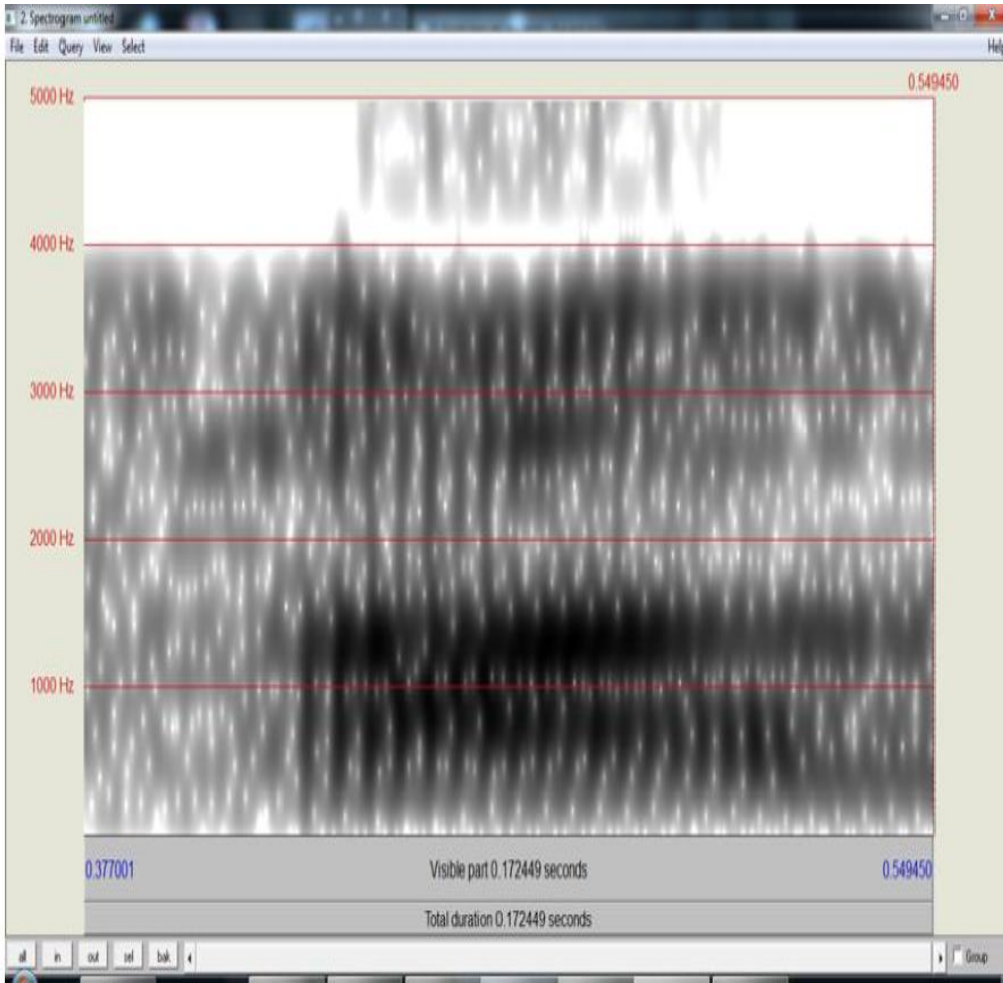 2. Spectrogram untitled
File Edit Query View Select Help
0.549450
5000 Hz
4000 Hz
3000 Hz
2000 Hz
1000 Hz
0.377001 Visible part 0.172449 seconds 0.549450
Total duration 0.172449 seconds
all in out sel bak Group